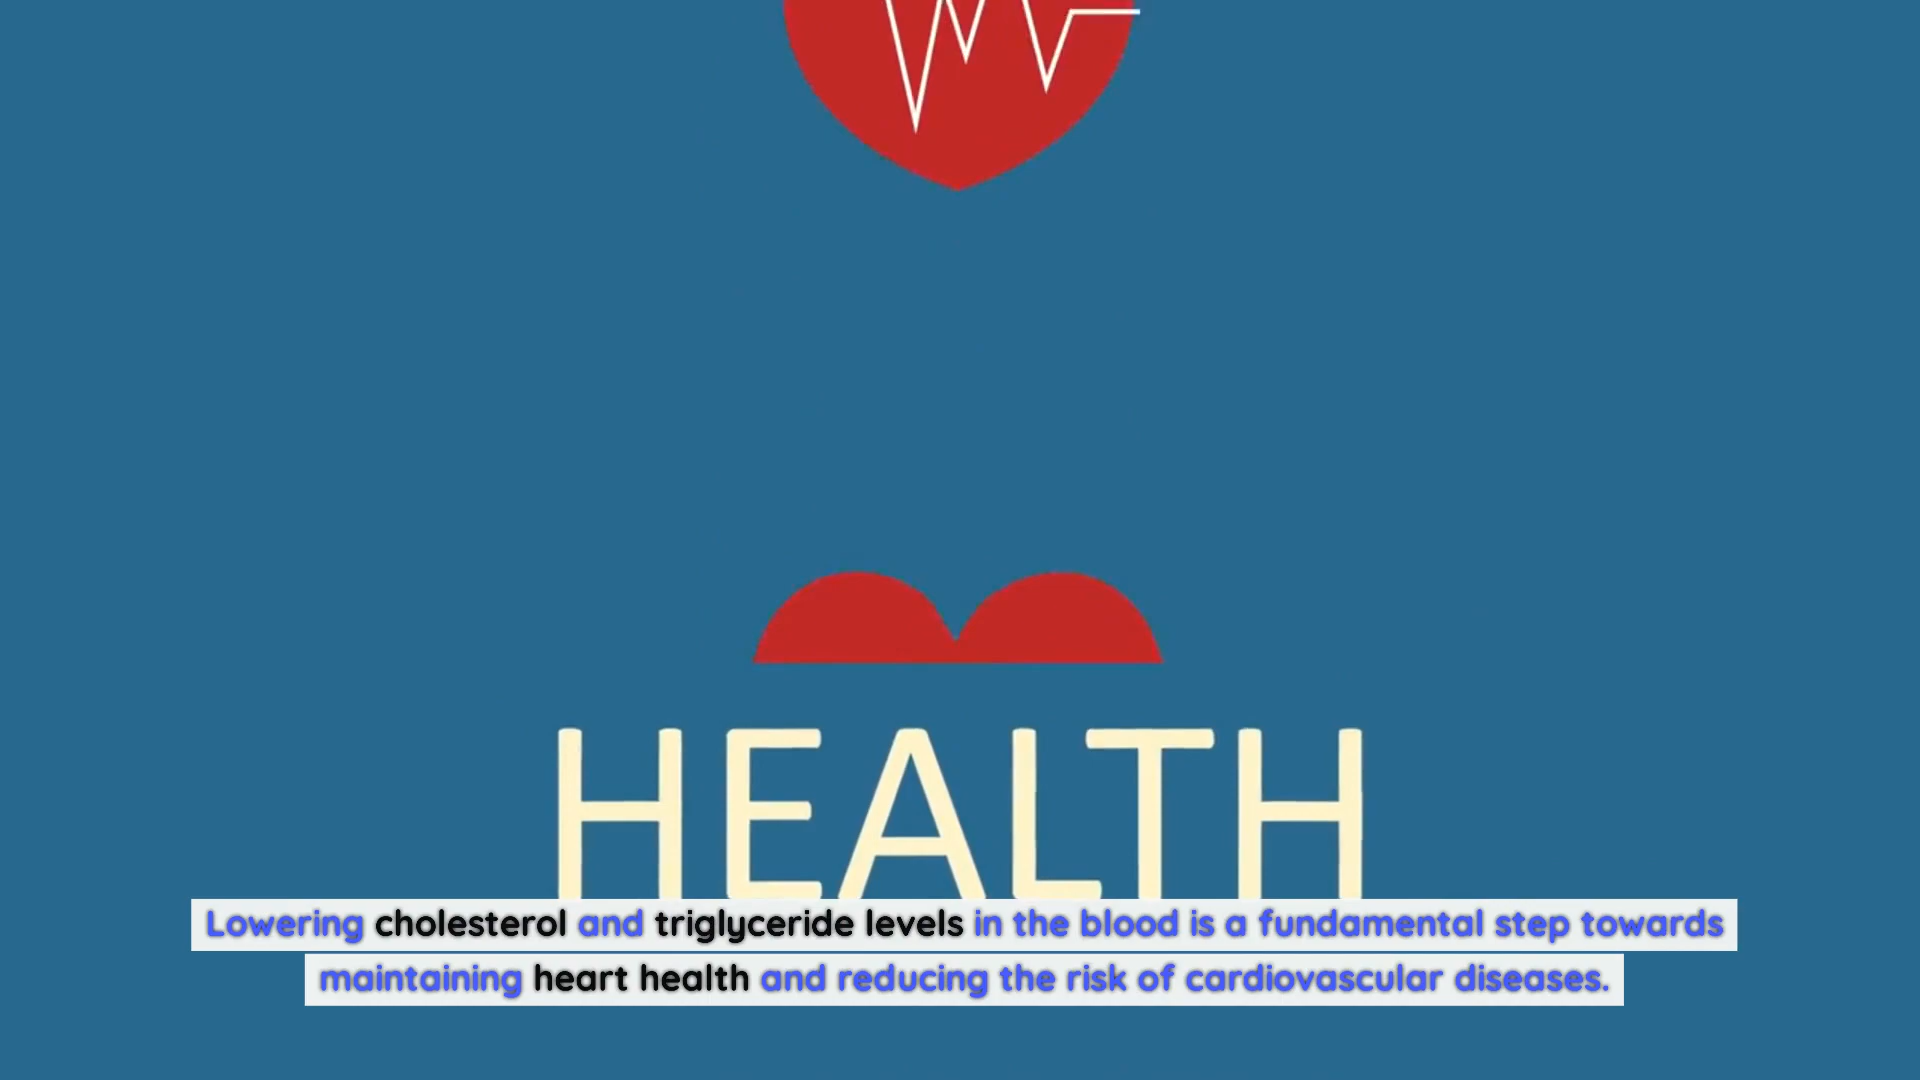 HEALTH
Lowering cholesterol and triglyceride levels in the blood is a fundamental step towards
maintaining heart health and reducing the risk of cardiovascular diseases.